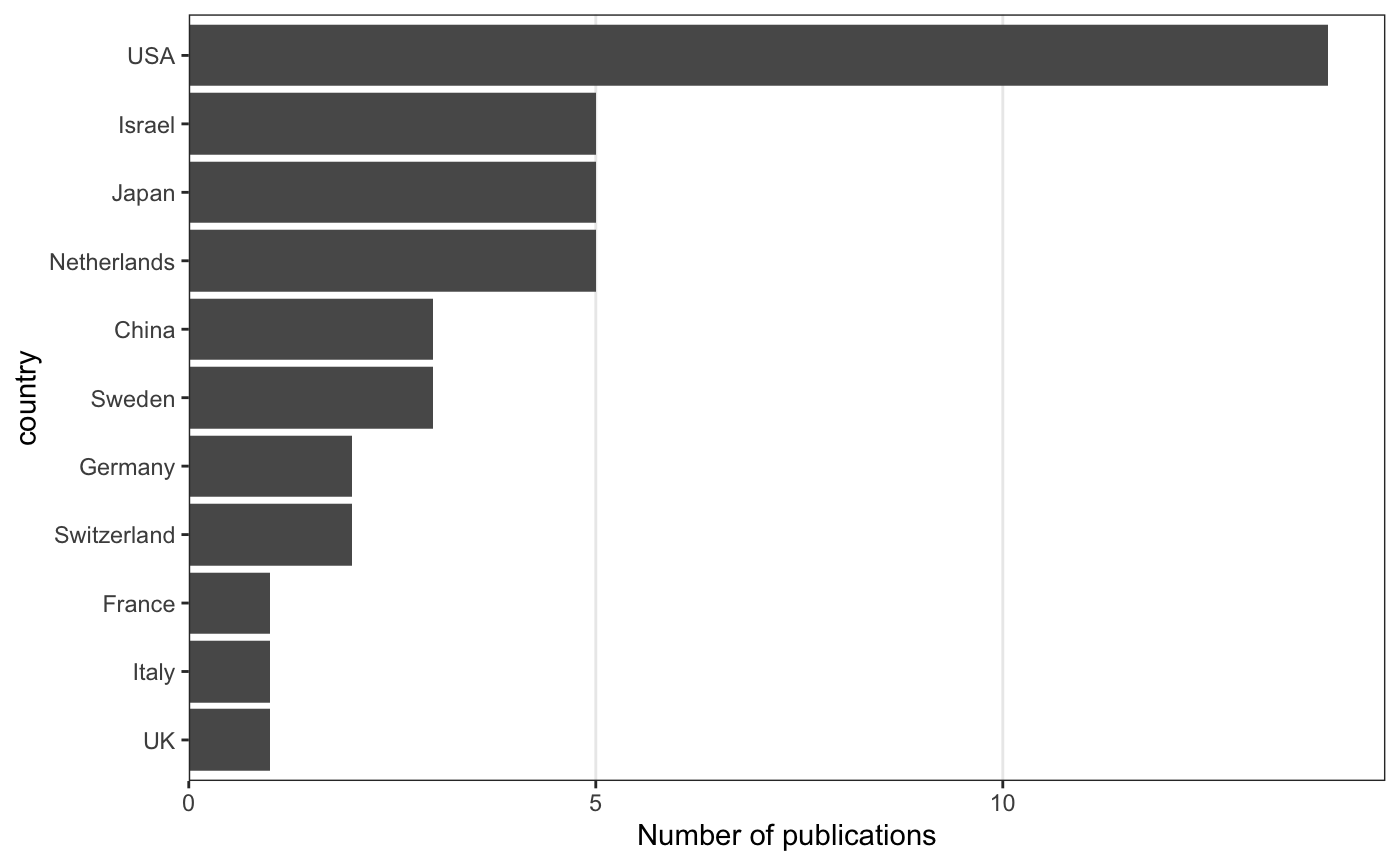 country
USA
Israel
Japan
Netherlands
China
Sweden
Germany
Switzerland
France
Italy
UK
0 5 10
Number of publications